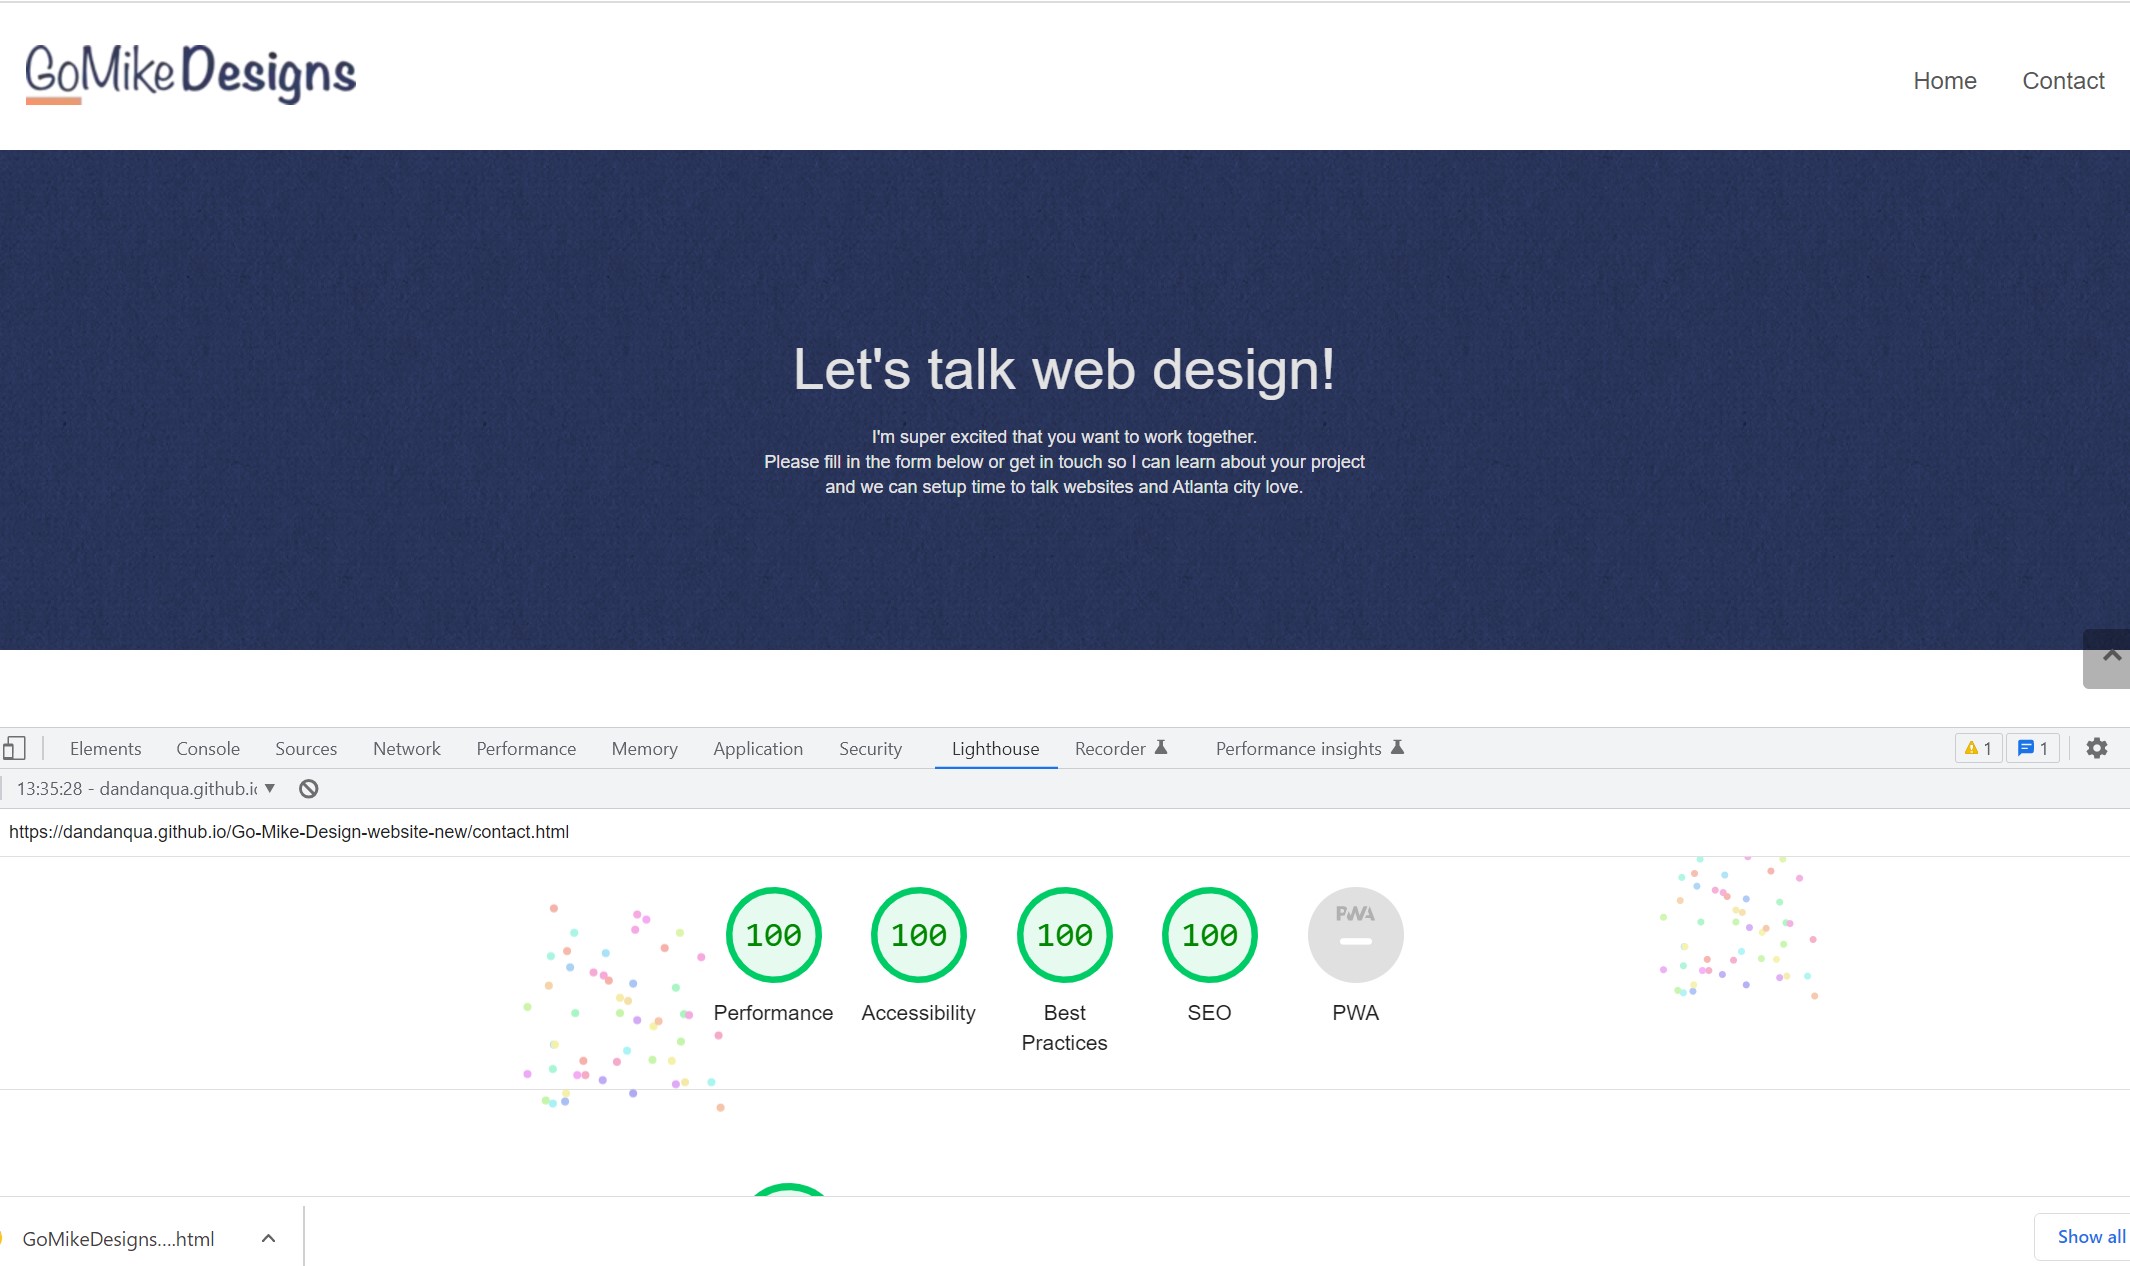 GoMikeDesigns
Home Contact
Let's talk web design!
I'm super excited that you want to work together.
Please fill in the form below or get in touch so I can learn about your project
and we can setup time to talk websites and Atlanta city love.
Elements Console Sources Network Performance Memory Application Security Lighthouse Recorder Performance insights 1 1
13:35:28 - dandanqua.github.io
https://dandanqua.github.io/Go-Mike-Design-website-new/contact.html
100 100 100 100 PWA
Performance Accessibility Best Practices SEO PWA
GoMikeDesigns....html Show all